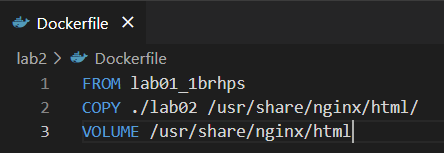 Dockerfile
lab2 > Dockerfile
1 FROM lab01_1brhps
2 COPY ./lab02 /usr/share/nginx/html/
3 VOLUME /usr/share/nginx/html